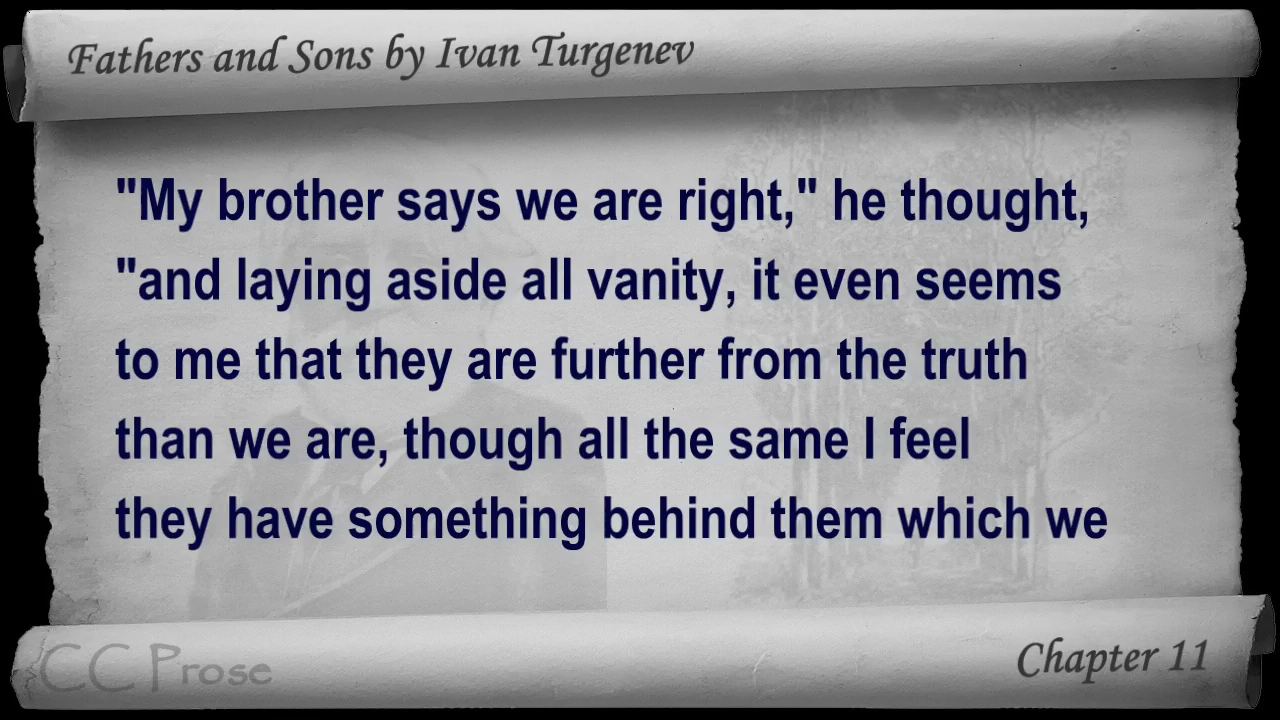 Fathers and Sons by Ivan Turgenev
"My brother says we are right," he thought,
"and laying aside all vanity, it even seems
to me that they are further from the truth
than we are, though all the same I feel
they have something behind them which we
CC Prose
Chapter 11